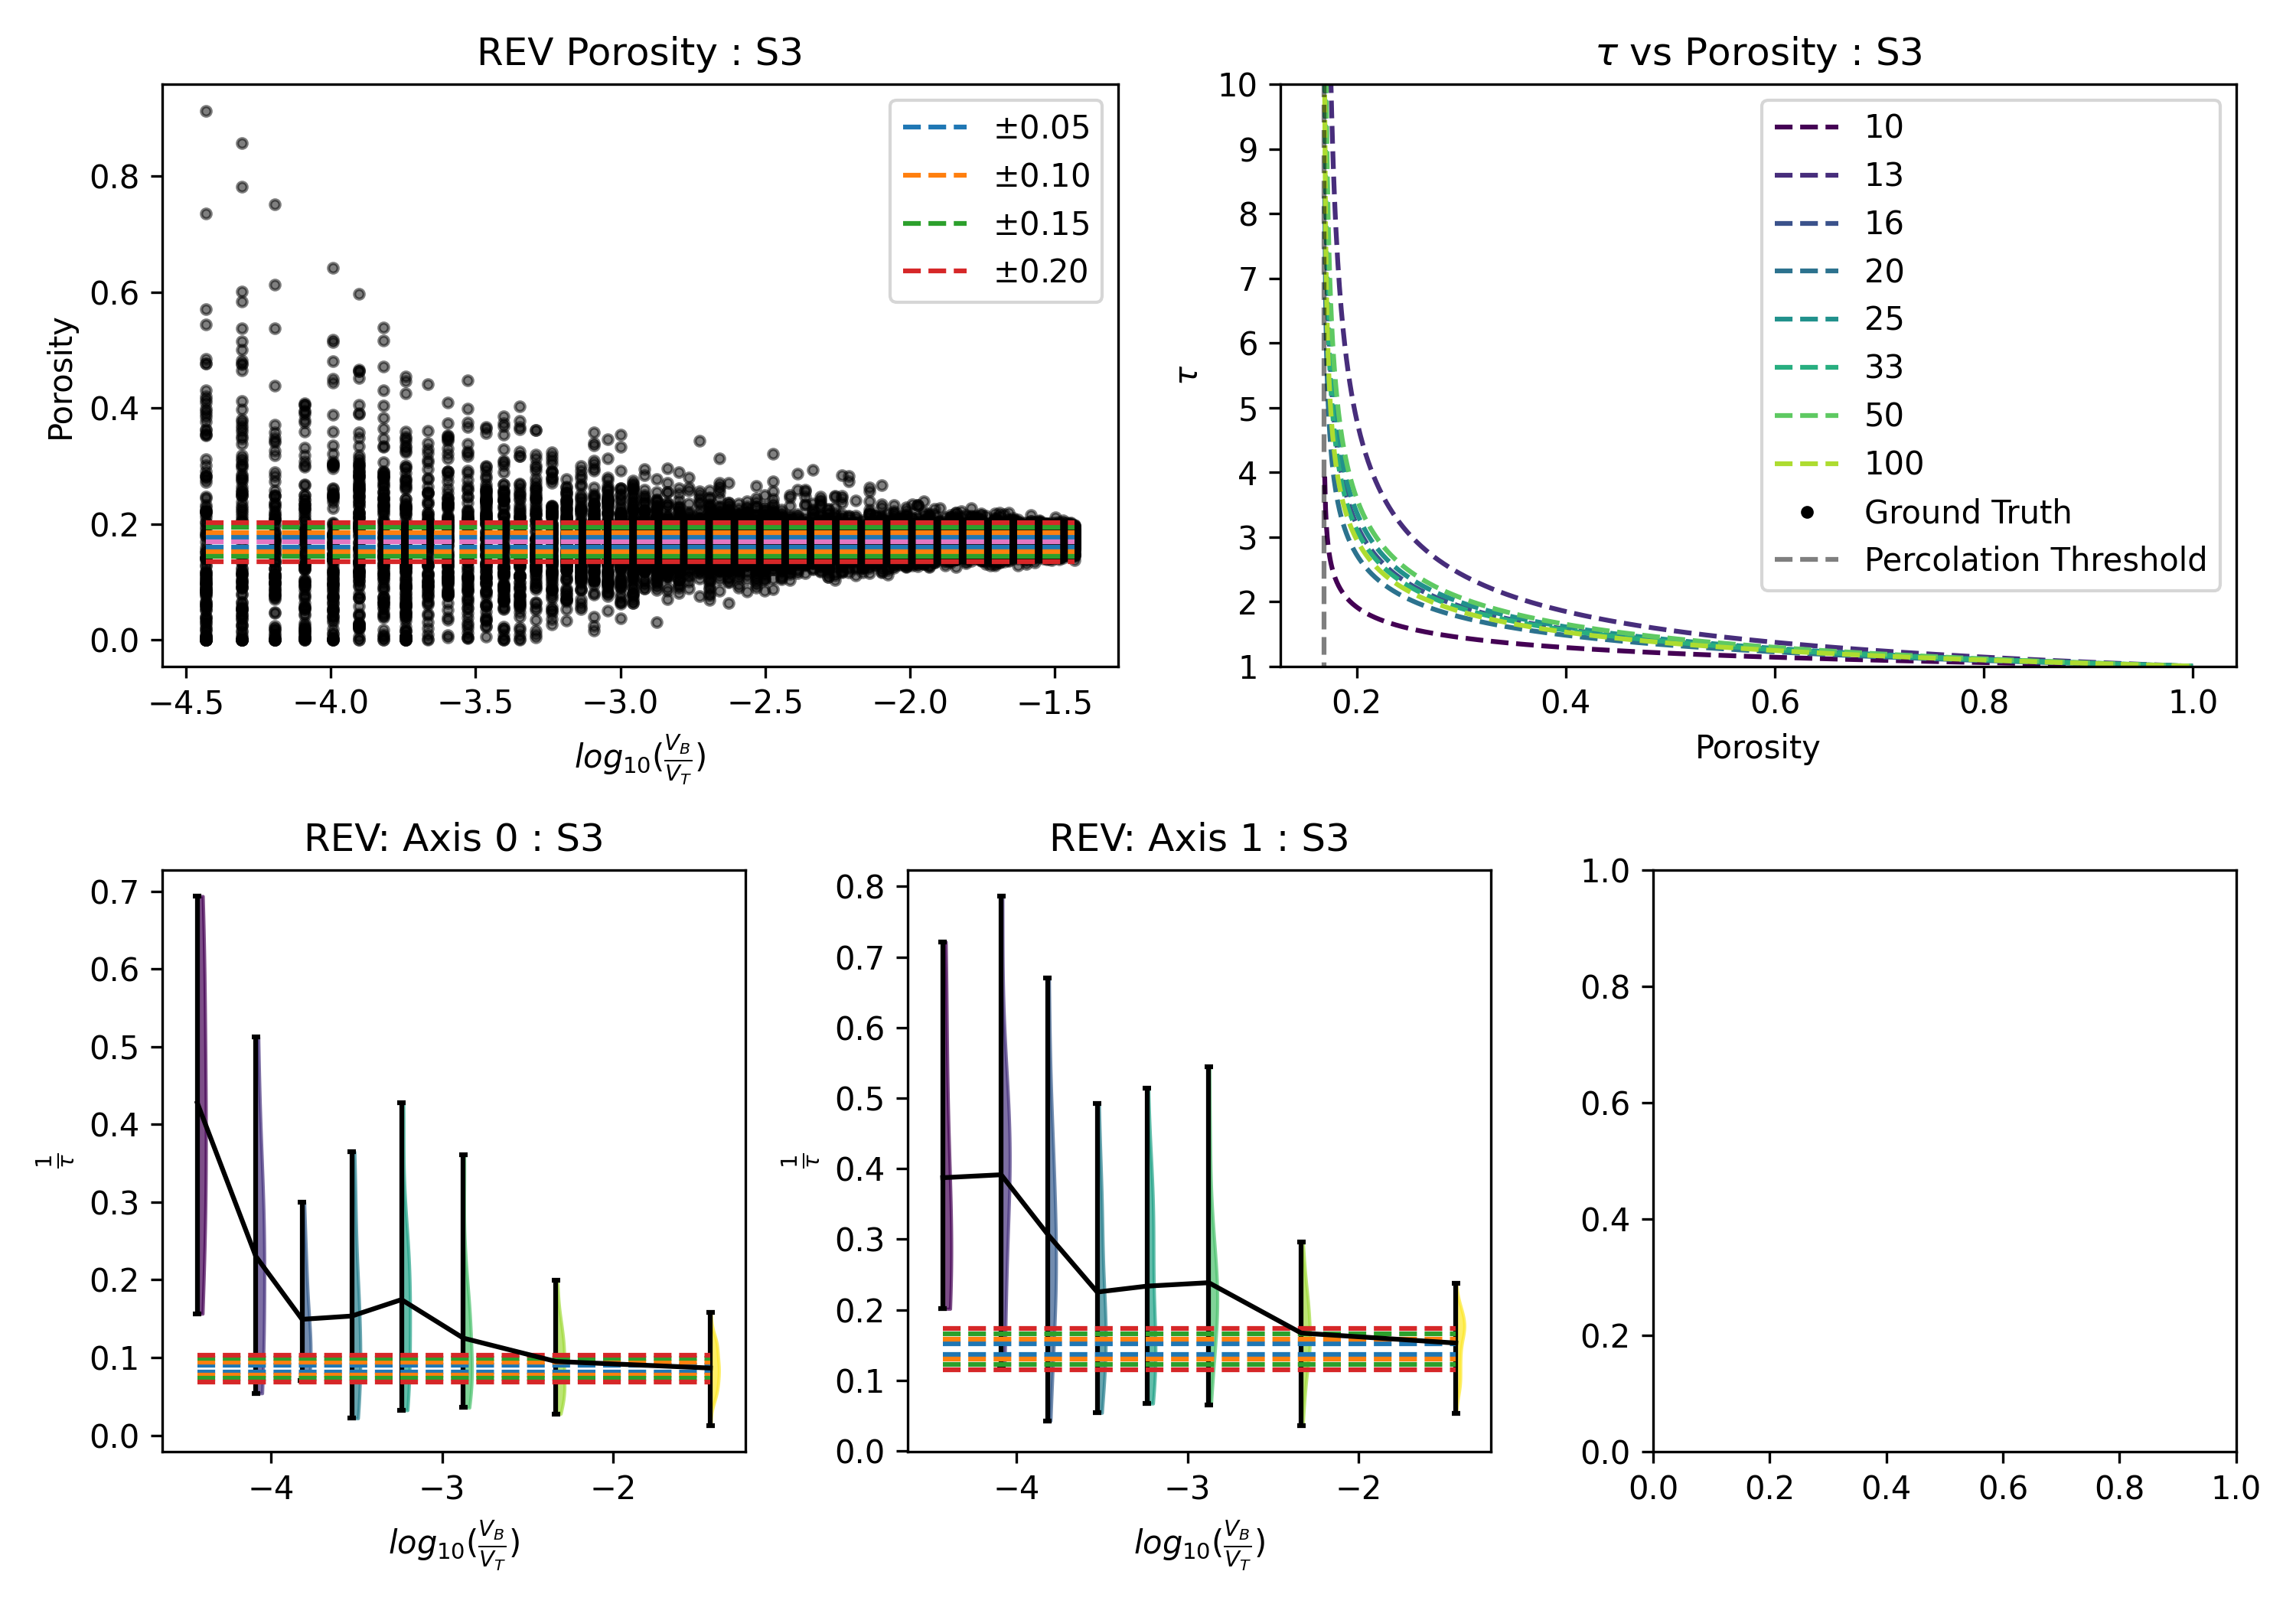 REV Porosity : S3
Porosity
0.8
0.6
0.4
0.2
0.0
−4.5 −4.0 −3.5 −3.0 −2.5 −2.0 −1.5
log10(V_B/V_T)
±0.05
±0.10
±0.15
±0.20
τ vs Porosity : S3
τ
10
9
8
7
6
5
4
3
2
1
0.2 0.4 0.6 0.8 1.0
Porosity
10
13
16
20
25
33
50
100
Ground Truth
Percolation Threshold
REV: Axis 0 : S3
1/τ
0.7
0.6
0.5
0.4
0.3
0.2
0.1
0.0
−4 −3 −2
log10(V_B/V_T)
REV: Axis 1 : S3
1/τ
0.8
0.7
0.6
0.5
0.4
0.3
0.2
0.1
0.0
−4 −3 −2
log10(V_B/V_T)
1.0
0.8
0.6
0.4
0.2
0.0
0.0 0.2 0.4 0.6 0.8 1.0